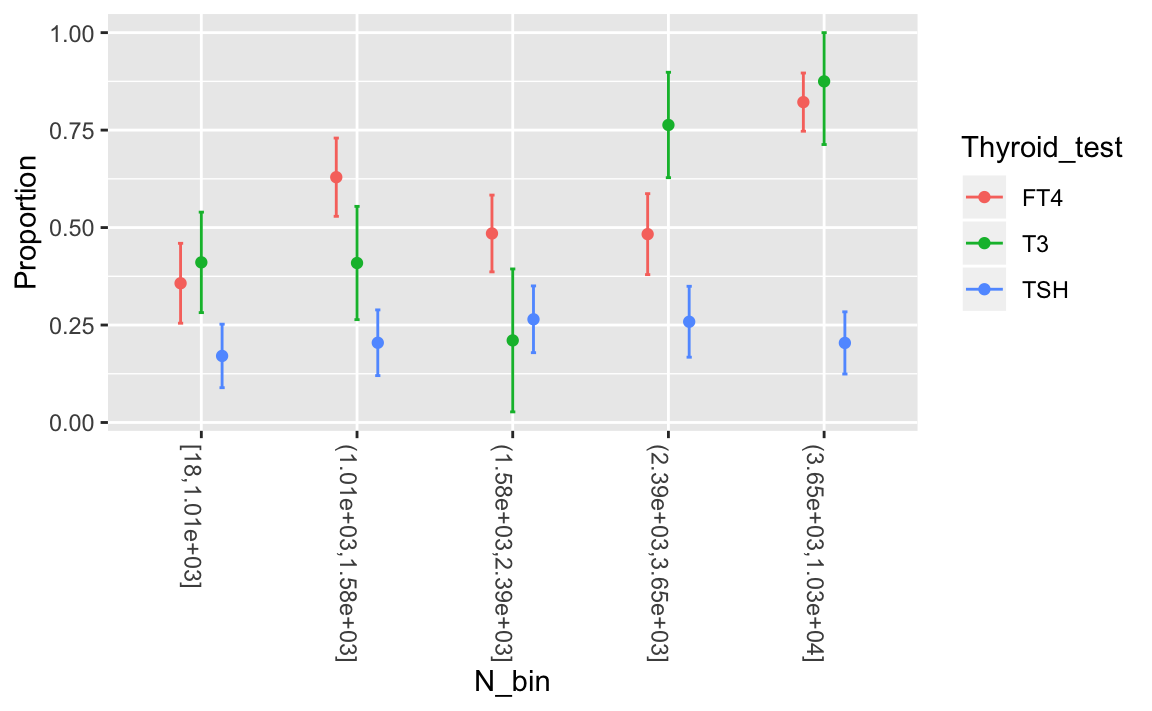 1.00
0.75
0.50
0.25
0.00
Proportion
[18,1.01e+03]
(1.01e+03,1.58e+03]
(1.58e+03,2.39e+03]
(2.39e+03,3.65e+03]
(3.65e+03,1.03e+04]
N_bin
Thyroid_test
FT4
T3
TSH